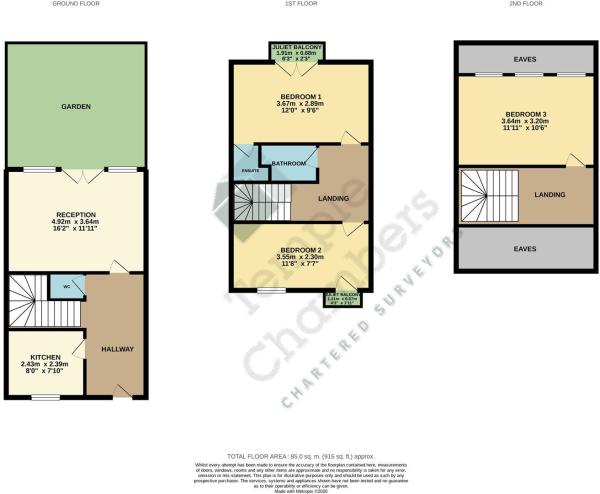 GROUND FLOOR
1ST FLOOR
2ND FLOOR
GARDEN
RECEPTION
4.92m x 3.64m
16'2" x 11'11"
WC
HALLWAY
KITCHEN
2.43m x 2.39m
8'0" x 7'10"
JULIET BALCONY
1.91m x 0.68m
6'3" x 2'3"
BEDROOM 1
3.67m x 2.89m
12'0" x 9'6"
ENSUITE
BATHROOM
LANDING
BEDROOM 2
3.55m x 2.30m
11'8" x 7'7"
JULIET BALCONY
EAVES
BEDROOM 3
3.64m x 3.20m
11'11" x 10'6"
LANDING
EAVES
Temple
Chambers
CHARTERED SURVEYORS
TOTAL FLOOR AREA : 85.0 sq. m. (915 sq. ft.) approx.
Whilst every attempt has been made to ensure the accuracy of the floorplan contained here, measurements
of doors, windows, rooms and any other items are approximate and no responsibility is taken for any error,
omission or mis-statement. This plan is for illustrative purposes only and should be used as such by any
prospective purchaser. The services, systems and appliances shown have not been tested and no guarantee
as to their operability or efficiency can be given.
Made with Metropix ©2020